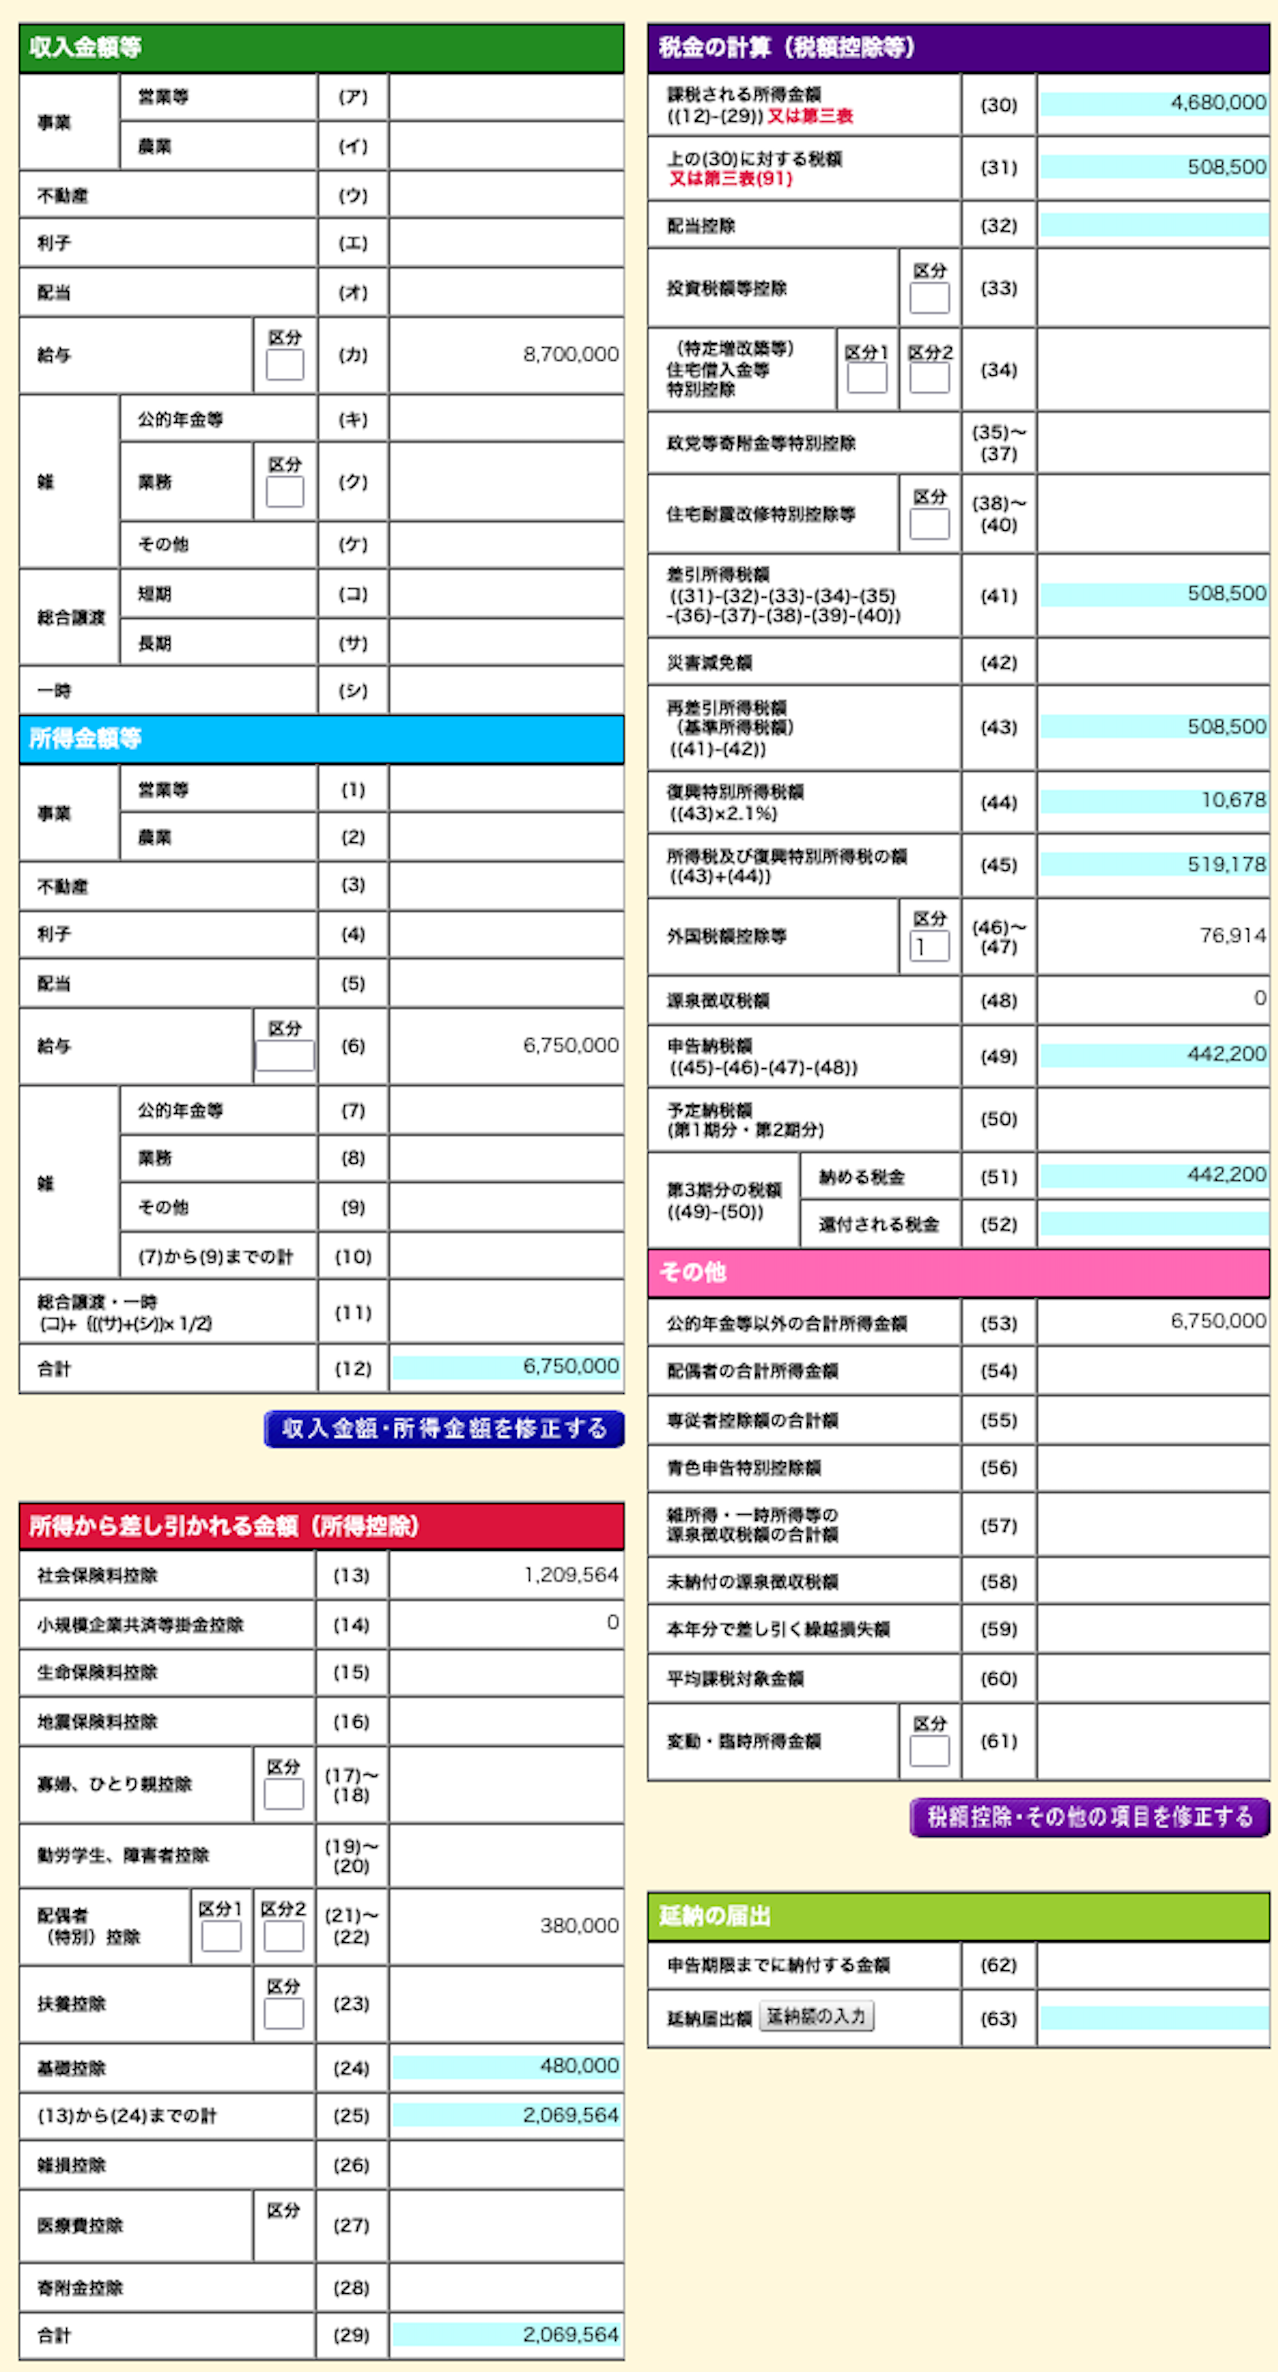 収入金額等
事業
営業等 (ア)
農業 (イ)
不動産 (ウ)
利子 (エ)
配当 (オ)
給与 区分 (カ) 8,700,000
雑
公的年金等 (キ)
業務 区分 (ク)
その他 (ケ)
総合譲渡
短期 (コ)
長期 (サ)
一時 (シ)
所得金額等
事業
営業等 (1)
農業 (2)
不動産 (3)
利子 (4)
配当 (5)
給与 区分 (6) 6,750,000
雑
公的年金等 (7)
業務 (8)
その他 (9)
(7)から(9)までの計 (10)
総合譲渡・一時
(コ)+{((サ)+(シ))×1/2} (11)
合計 (12) 6,750,000
収入金額・所得金額を修正する
所得から差し引かれる金額（所得控除）
社会保険料控除 (13) 1,209,564
小規模企業共済等掛金控除 (14) 0
生命保険料控除 (15)
地震保険料控除 (16)
寡婦、ひとり親控除 区分 (17)～
(18)
勤労学生、障害者控除 (19)～
(20)
配偶者
（特別）控除 区分1 区分2 (21)～
(22) 380,000
扶養控除 区分 (23)
基礎控除 (24) 480,000
(13)から(24)までの計 (25) 2,069,564
雑損控除 (26)
医療費控除 区分 (27)
寄附金控除 (28)
合計 (29) 2,069,564
税金の計算（税額控除等）
課税される所得金額
((12)-(29)) 又は第三表 (30) 4,680,000
上の(30)に対する税額
又は第三表(91) (31) 508,500
配当控除 (32)
投資税額等控除 区分 (33)
（特定増改築等）
住宅借入金等
特別控除 区分1 区分2 (34)
政党等寄附金等特別控除 (35)～
(37)
住宅耐震改修特別控除等 区分 (38)～
(40)
差引所得税額
((31)-(32)-(33)-(34)-(35)
-(36)-(37)-(38)-(39)-(40)) (41) 508,500
災害減免額 (42)
再差引所得税額
（基準所得税額）
((41)-(42)) (43) 508,500
復興特別所得税額
((43)×2.1%) (44) 10,678
所得税及び復興特別所得税の額
((43)+(44)) (45) 519,178
外国税額控除等 区分 1 (46)～
(47) 76,914
源泉徴収税額 (48) 0
申告納税額
((45)-(46)-(47)-(48)) (49) 442,200
予定納税額
(第1期分・第2期分) (50)
第3期分の税額
((49)-(50))
納める税金 (51) 442,200
還付される税金 (52)
その他
公的年金等以外の合計所得金額 (53) 6,750,000
配偶者の合計所得金額 (54)
専従者控除額の合計額 (55)
青色申告特別控除額 (56)
雑所得・一時所得等の
源泉徴収税額の合計額 (57)
未納付の源泉徴収税額 (58)
本年分で差し引く繰越損失額 (59)
平均課税対象金額 (60)
変動・臨時所得金額 区分 (61)
税額控除・その他の項目を修正する
延納の届出
申告期限までに納付する金額 (62)
延納届出額 延納額の入力 (63)